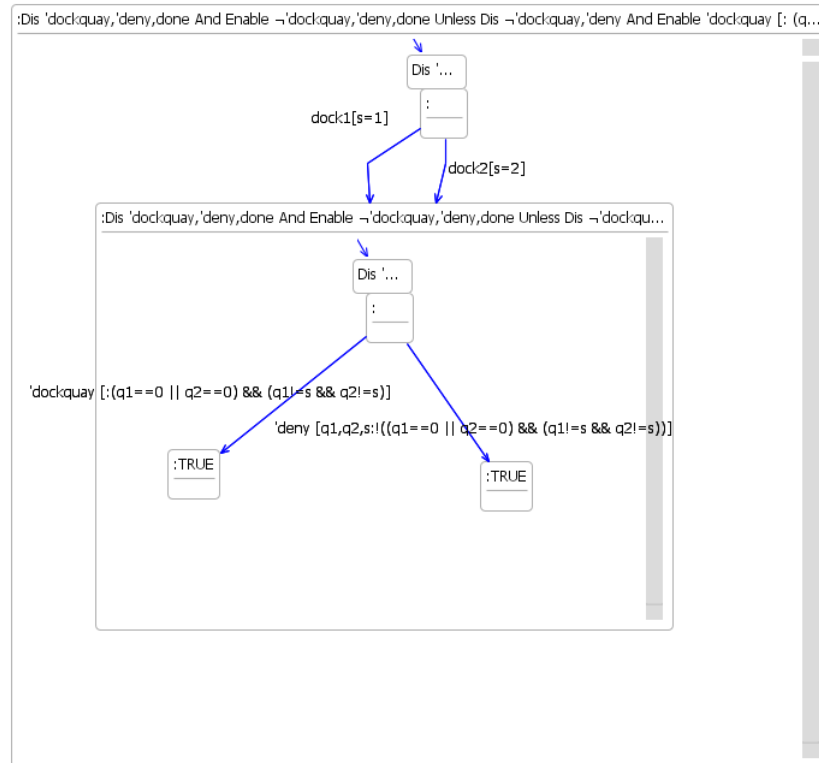 :Dis 'dockquay,'deny,done And Enable ¬'dockquay,'deny,done Unless Dis ¬'dockquay,'deny And Enable 'dockquay [: (q...
Dis '...
:
dock1[s=1]
dock2[s=2]
:Dis 'dockquay,'deny,done And Enable ¬'dockquay,'deny,done Unless Dis ¬'dockqu...
Dis '...
:
'dockquay [:(q1==0 || q2==0) && (q1!=s && q2!=s)]
'deny [q1,q2,s:!((q1==0 || q2==0) && (q1!=s && q2!=s))]
:TRUE
:TRUE